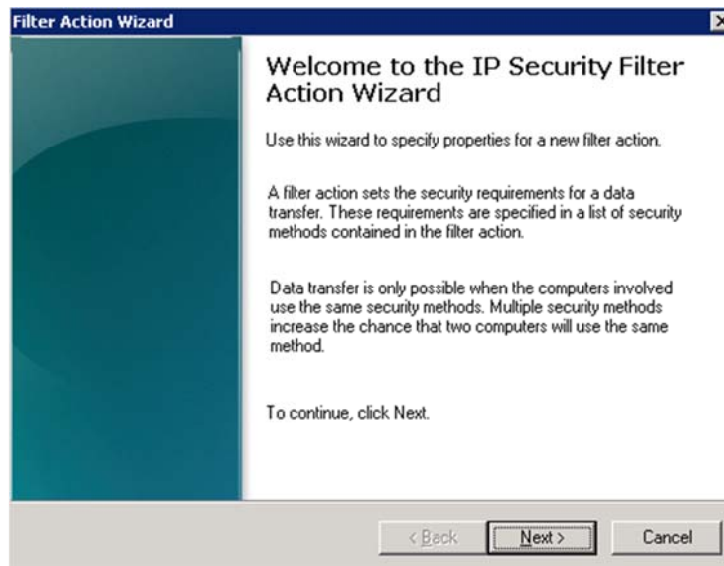 Filter Action Wizard
Welcome to the IP Security Filter
Action Wizard
Use this wizard to specify properties for a new filter action.
A filter action sets the security requirements for a data
transfer. These requirements are specified in a list of security
methods contained in the filter action.
Data transfer is only possible when the computers involved
use the same security methods. Multiple security methods
increase the chance that two computers will use the same
method.
To continue, click Next.
< Back Next > Cancel